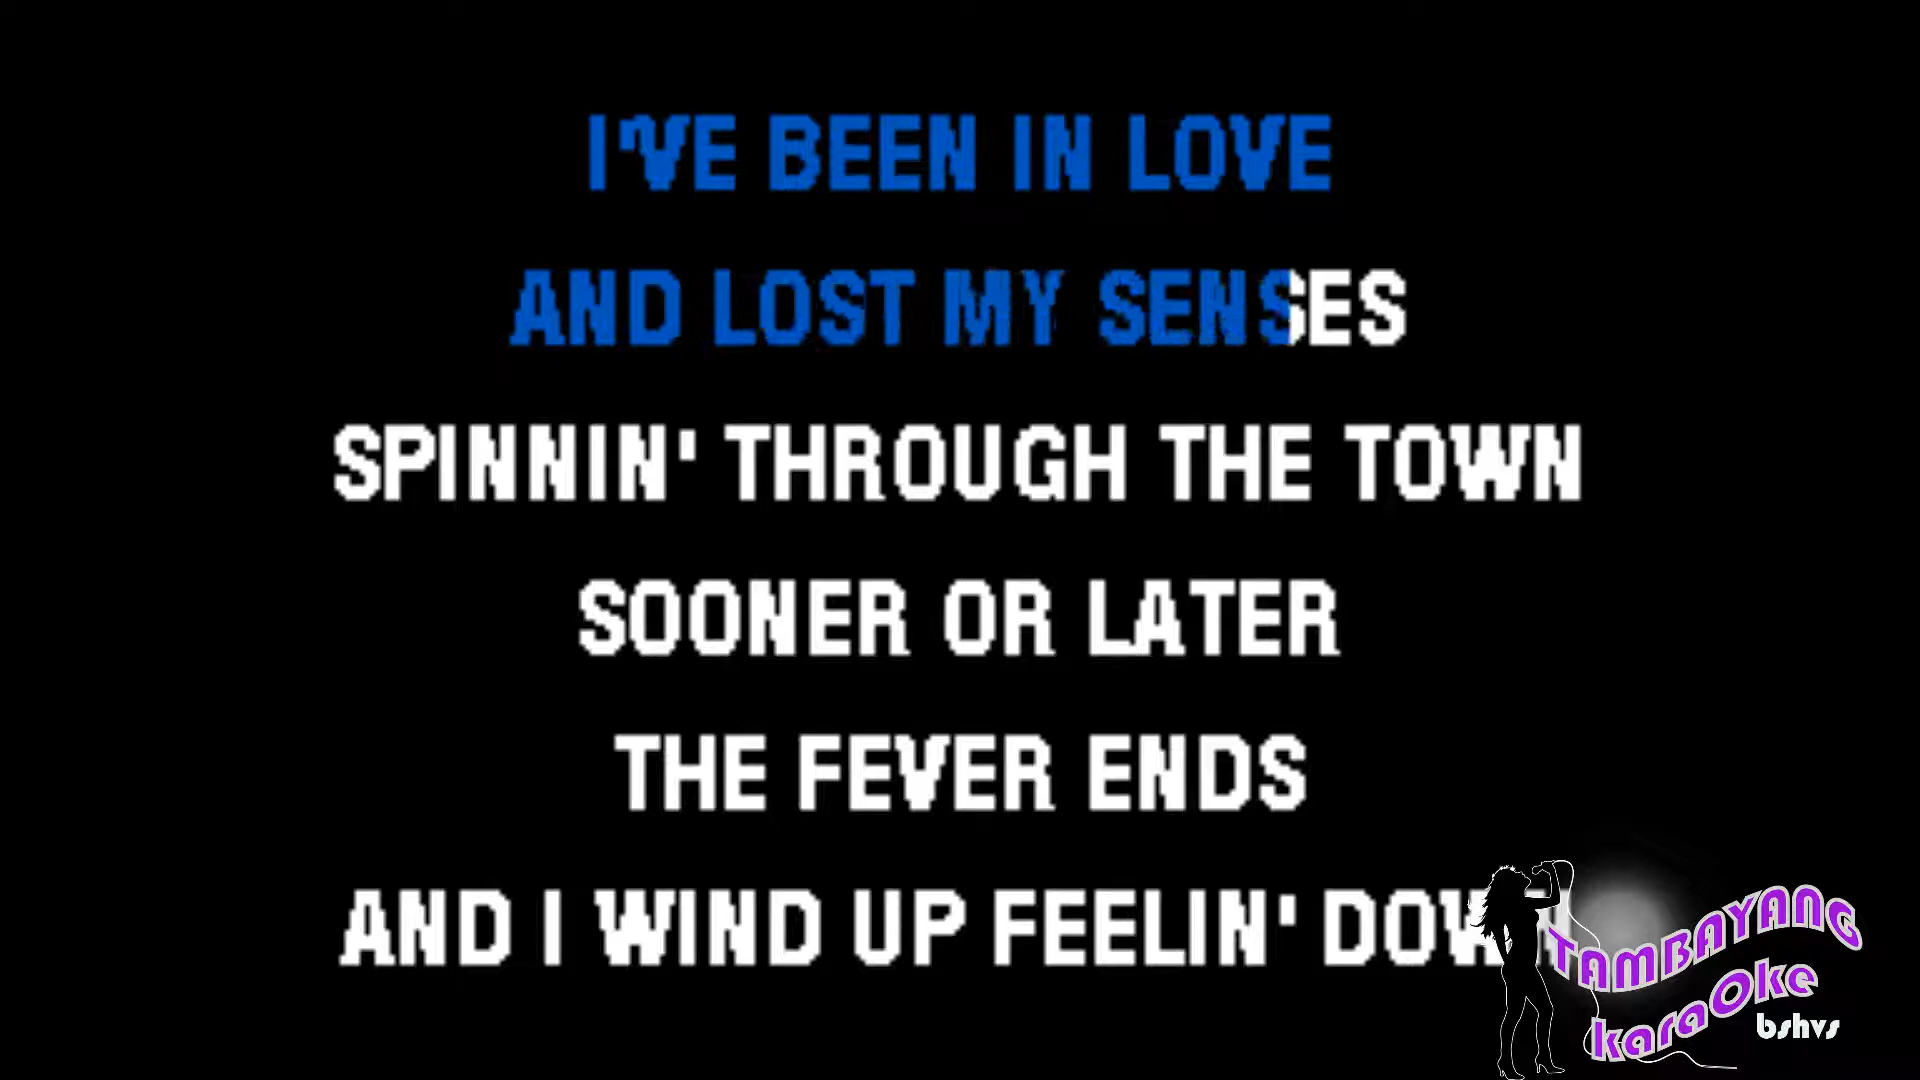 I'VE BEEN IN LOVE
AND LOST MY SENSES
SPINNIN' THROUGH THE TOWN
SOONER OR LATER
THE FEVER ENDS
AND I WIND UP FEELIN' DOWN
TAMBAYANG
karaOke
bshvs